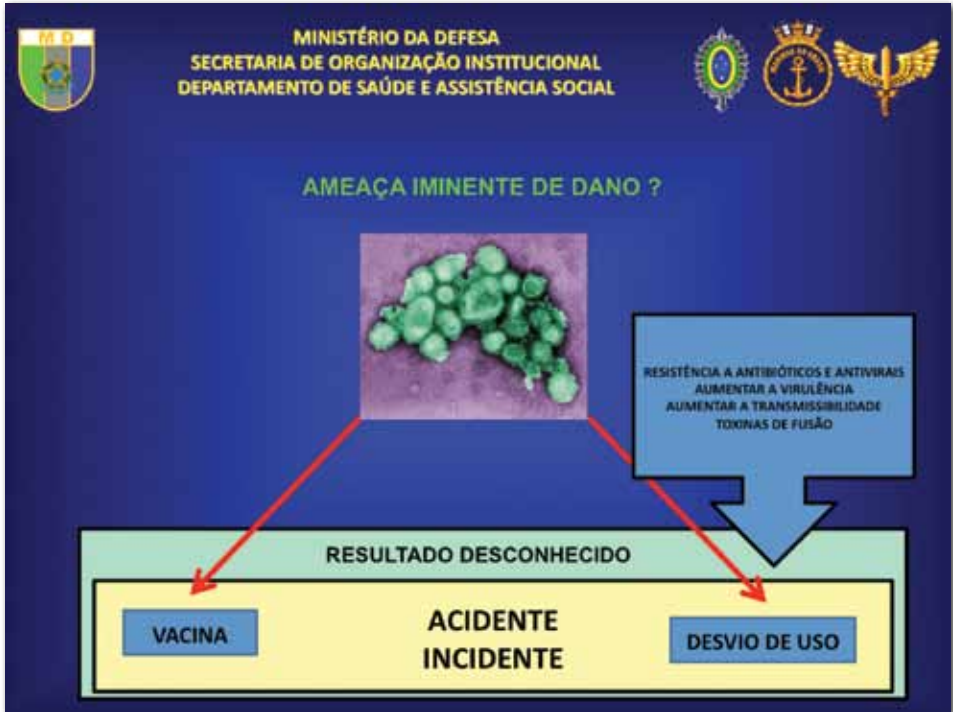 MD
MINISTÉRIO DA DEFESA
SECRETARIA DE ORGANIZAÇÃO INSTITUCIONAL
DEPARTAMENTO DE SAÚDE E ASSISTÊNCIA SOCIAL
AMEAÇA IMINENTE DE DANO ?
RESISTÊNCIA A ANTIBIÓTICOS E ANTIVIRAIS
AUMENTAR A VIRULÊNCIA
AUMENTAR A TRANSMISSIBILIDADE
TOXINAS DE FUSÃO
RESULTADO DESCONHECIDO
VACINA
ACIDENTE
INCIDENTE
DESVIO DE USO